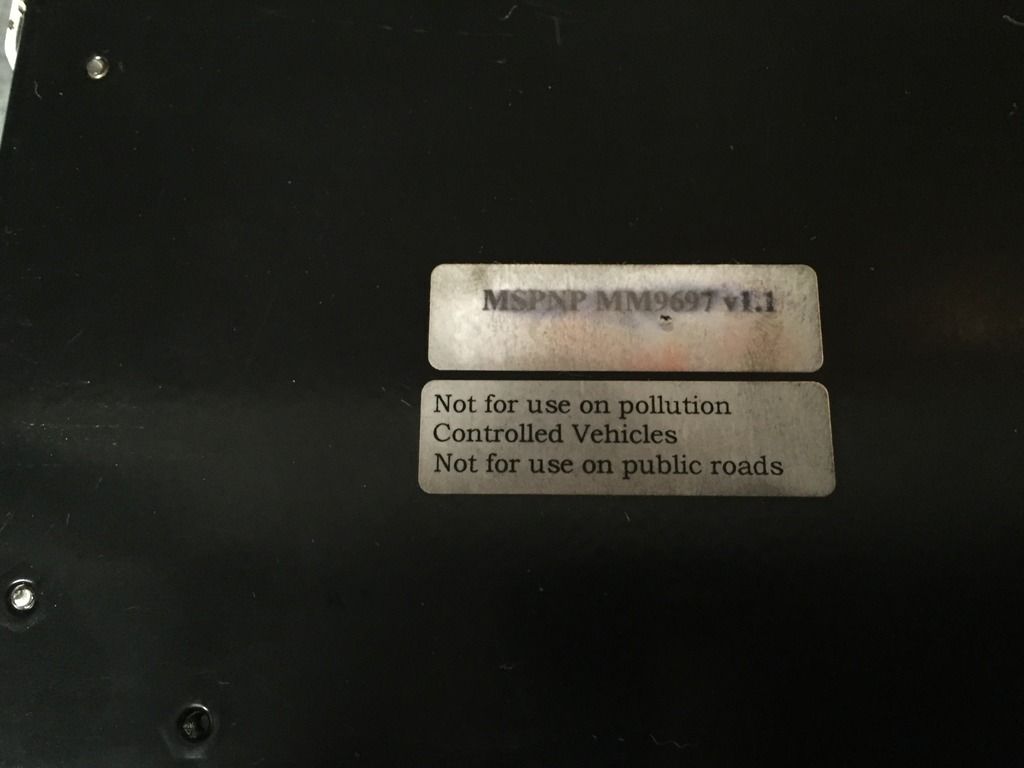 MSPNP MM9697 v1.1
Not for use on pollution
Controlled Vehicles
Not for use on public roads